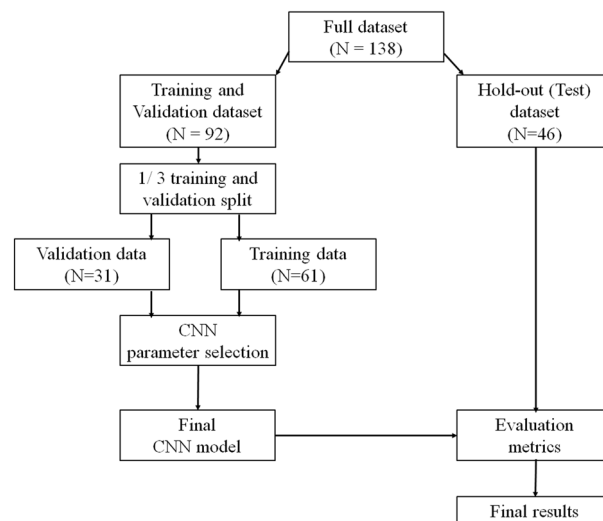 Full dataset
(N = 138)
Training and
Validation dataset
(N = 92)
Hold-out (Test)
dataset
(N=46)
1/ 3 training and
validation split
Validation data
(N=31)
Training data
(N=61)
CNN
parameter selection
Final
CNN model
Evaluation
metrics
Final results